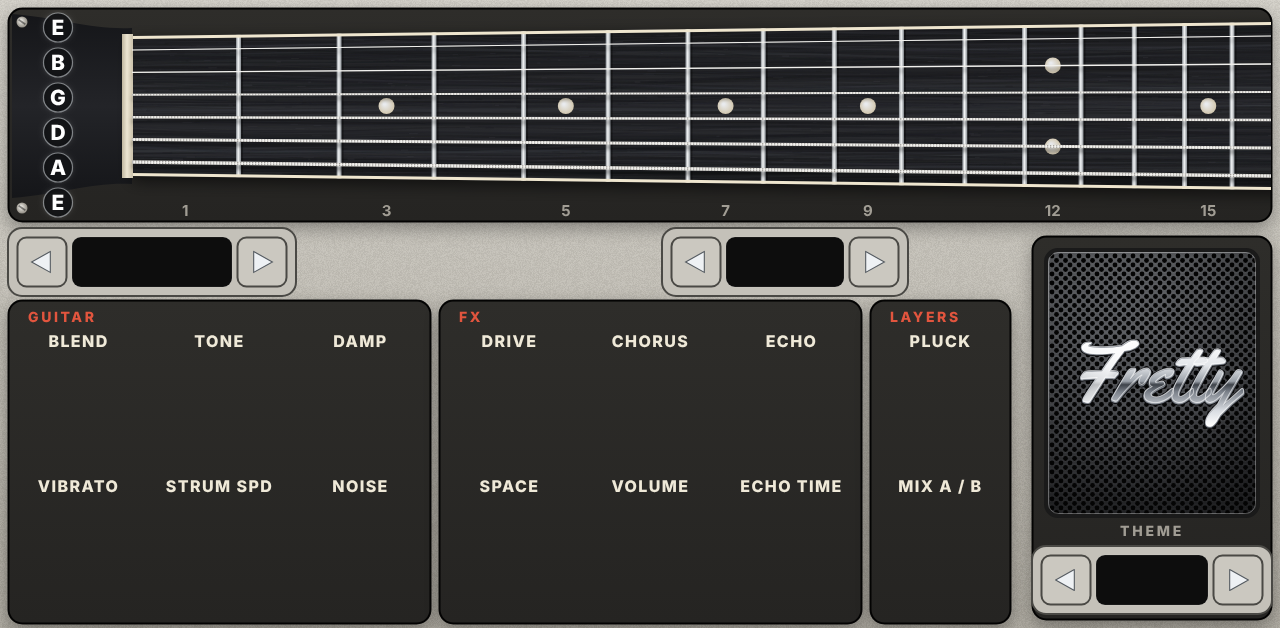 E
B
G
D
A
E
1 3 5 7 9 12 15
GUITAR FX LAYERS
BLEND TONE DAMP DRIVE CHORUS ECHO PLUCK
Fretty
VIBRATO STRUM SPD NOISE SPACE VOLUME ECHO TIME MIX A / B
THEME